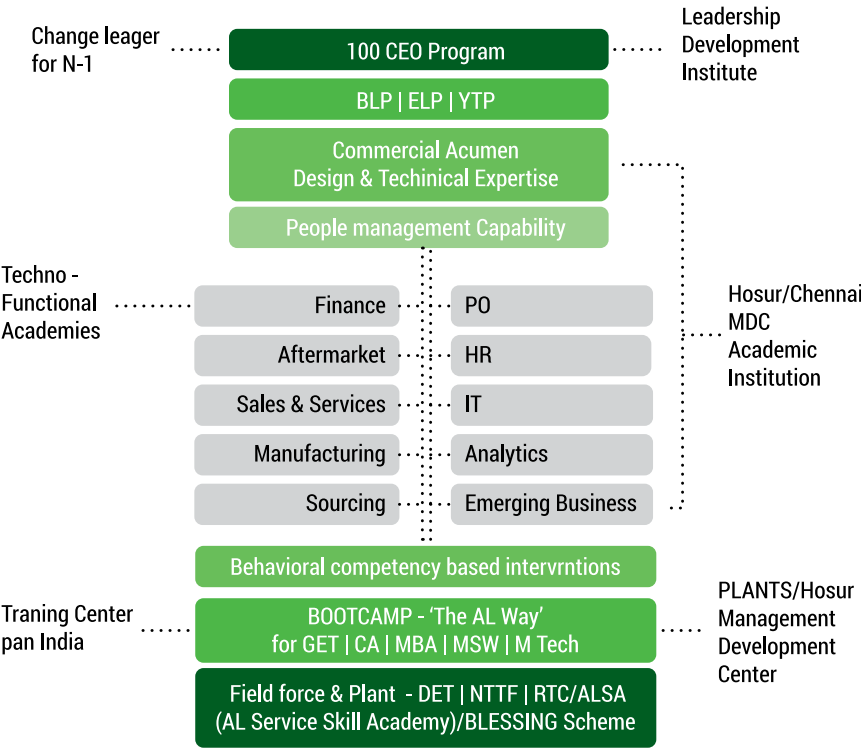 Change leager
for N-1
100 CEO Program
Leadership
Development
Institute
BLP | ELP | YTP
Commercial Acumen
Design & Techinical Expertise
People management Capability
Techno -
Functional
Academies
Finance
PO
Aftermarket
HR
Sales & Services
IT
Manufacturing
Analytics
Sourcing
Emerging Business
Hosur/Chennai
MDC
Academic
Institution
Behavioral competency based intervrntions
Traning Center
pan India
BOOTCAMP - ‘The AL Way’
for GET | CA | MBA | MSW | M Tech
PLANTS/Hosur
Management
Development
Center
Field force & Plant - DET | NTTF | RTC/ALSA
(AL Service Skill Academy)/BLESSING Scheme